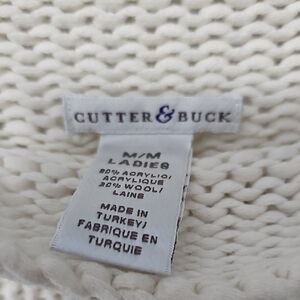 CUTTER & BUCK
M/M
LADIES
80% ACRYLIC/
ACRYLIQUE
20% WOOL/
LAINE
MADE IN
TURKEY/
FABRIQUE EN
TURQUIE